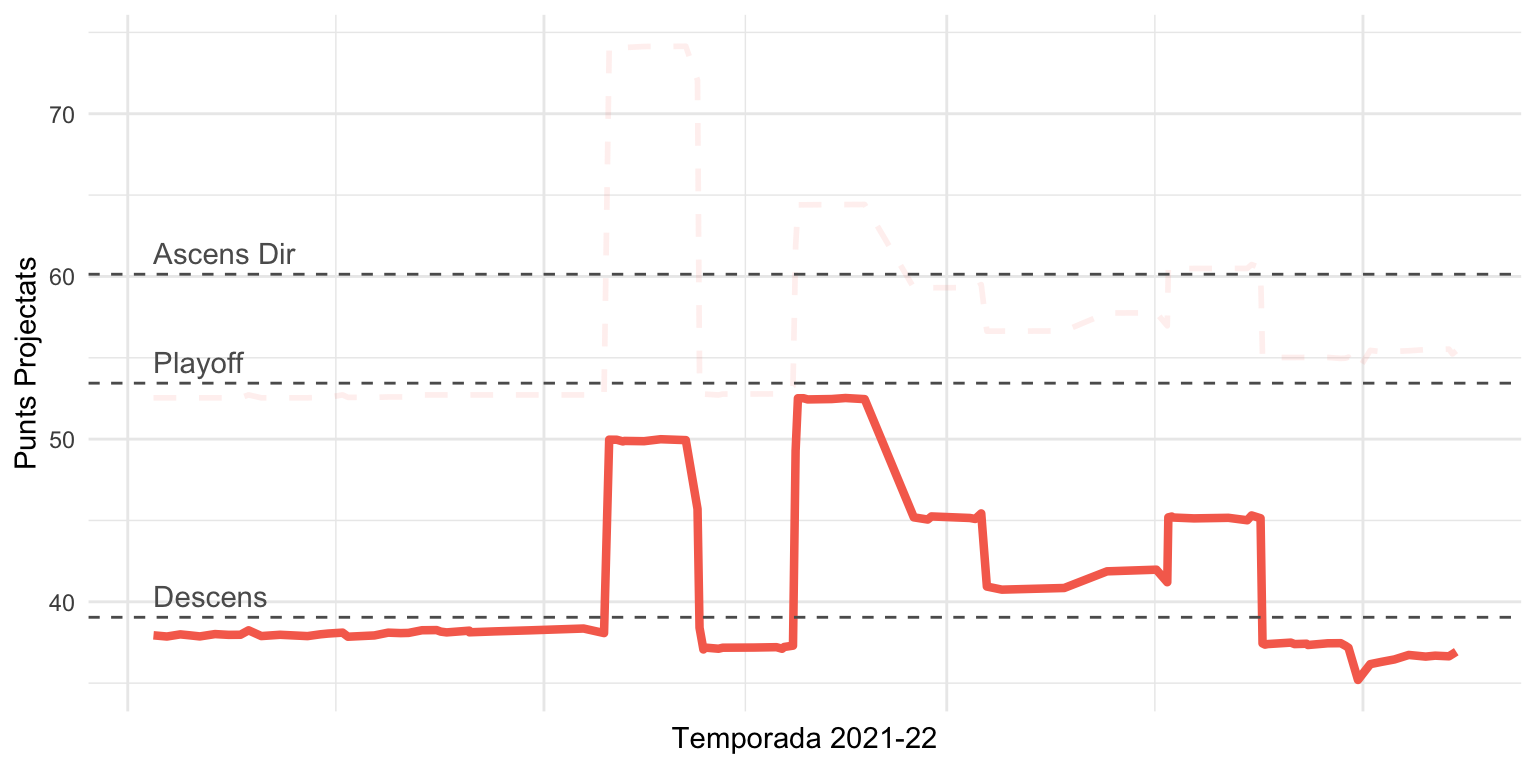 70
60
50
40
Punts Projectats
Ascens Dir
Playoff
Descens
Temporada 2021-22